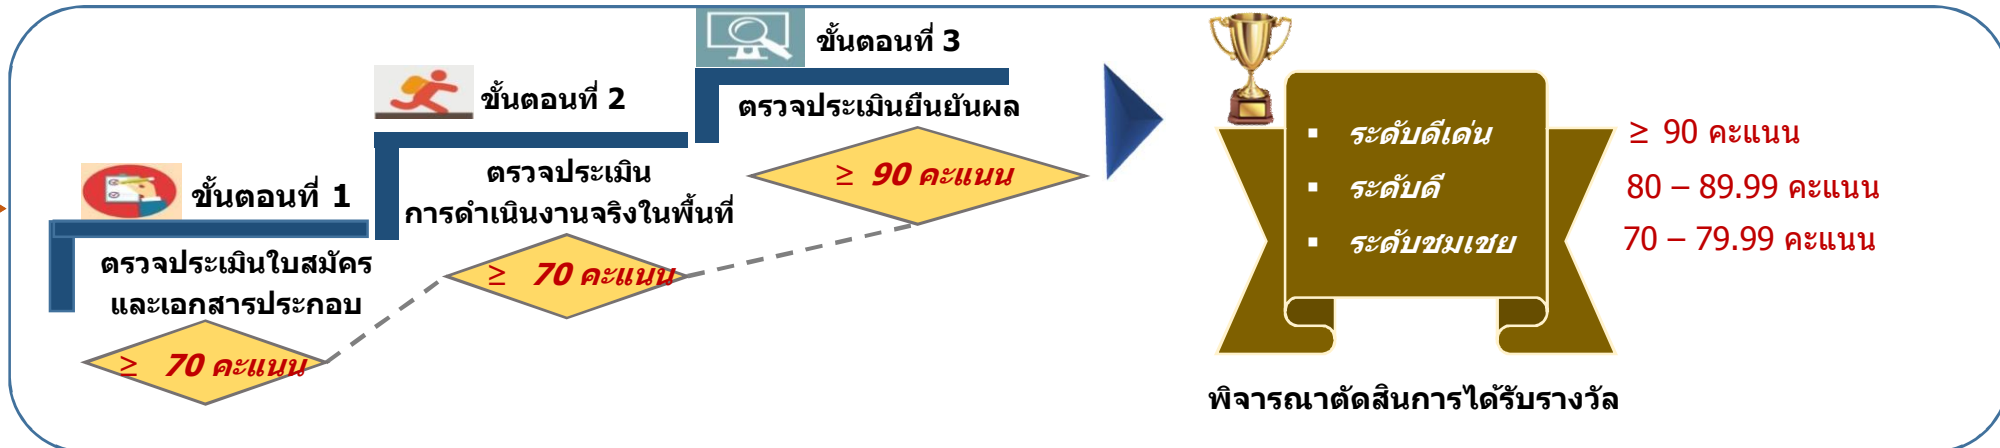 ขั้นตอนที่ 1
ตรวจประเมินใบสมัคร
และเอกสารประกอบ
≥ 70 คะแนน
ขั้นตอนที่ 2
ตรวจประเมิน
การดำเนินงานจริงในพื้นที่
≥ 70 คะแนน
ขั้นตอนที่ 3
ตรวจประเมินยืนยันผล
≥ 90 คะแนน
▪ ระดับดีเด่น ≥ 90 คะแนน
▪ ระดับดี 80 – 89.99 คะแนน
▪ ระดับชมเชย 70 – 79.99 คะแนน
พิจารณาตัดสินการได้รับรางวัล